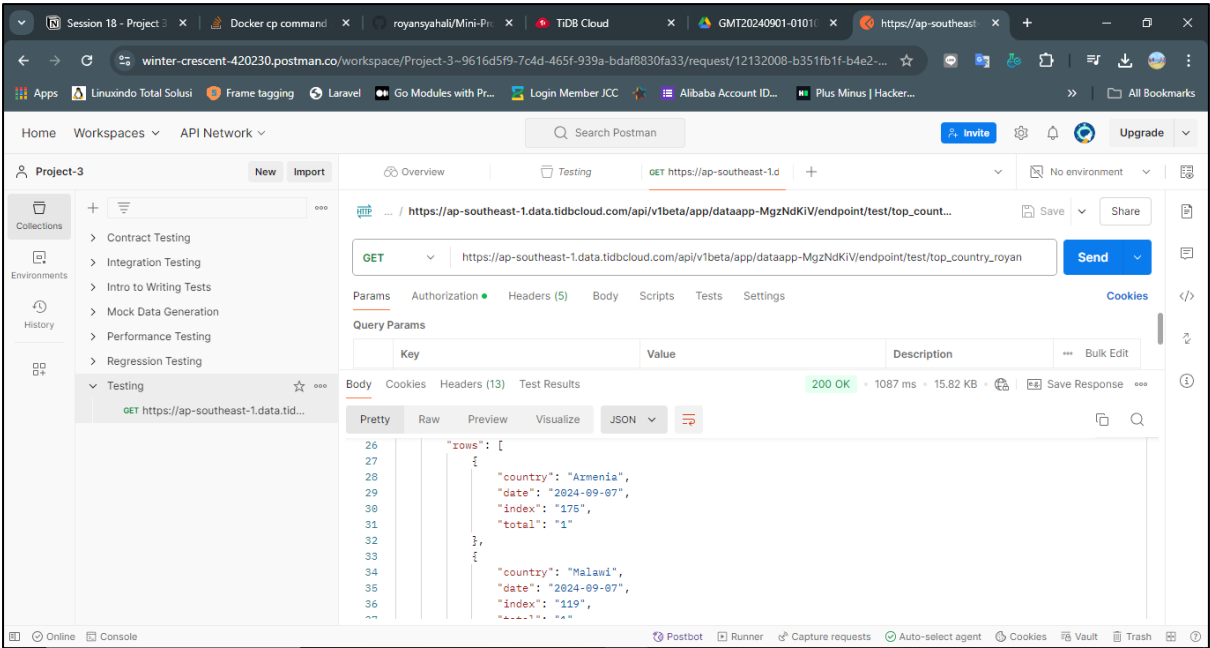 Session 18 - Project 3
Docker cp command
royansyahali/Mini-Pro
TiDB Cloud
GMT20240901-01016
https://ap-southeast-
winter-crescent-420230.postman.co/workspace/Project-3~9616d5f9-7c4d-465f-939a-bdaf8830fa33/request/12132008-b351fb1f-b4e2-...
Apps
Linuxindo Total Solusi
Frame tagging
Laravel
Go Modules with Pr...
Login Member JCC
Alibaba Account ID...
Plus Minus | Hacker...
»
All Bookmarks
Home
Workspaces
API Network
Search Postman
Invite
Upgrade
Project-3
New
Import
Overview
Testing
GET https://ap-southeast-1.d
No environment
Collections
Environments
History
Contract Testing
Integration Testing
Intro to Writing Tests
Mock Data Generation
Performance Testing
Regression Testing
Testing
GET https://ap-southeast-1.data.tid...
HTTP ... / https://ap-southeast-1.data.tidbcloud.com/api/v1beta/app/dataapp-MgzNdKiV/endpoint/test/top_count...
Save
Share
GET
https://ap-southeast-1.data.tidbcloud.com/api/v1beta/app/dataapp-MgzNdKiV/endpoint/test/top_country_royan
Send
Params Authorization Headers (5) Body Scripts Tests Settings
Cookies
Query Params
Key Value Description ... Bulk Edit
Body Cookies Headers (13) Test Results
200 OK • 1087 ms • 15.82 KB
e.g. Save Response
Pretty Raw Preview Visualize JSON
26 "rows": [
27 {
28 "country": "Armenia",
29 "date": "2024-09-07",
30 "index": "175",
31 "total": "1"
32 },
33 {
34 "country": "Malawi",
35 "date": "2024-09-07",
36 "index": "119",
37 "total": "1"
Online
Console
Postbot
Runner
Capture requests
Auto-select agent
Cookies
Vault
Trash